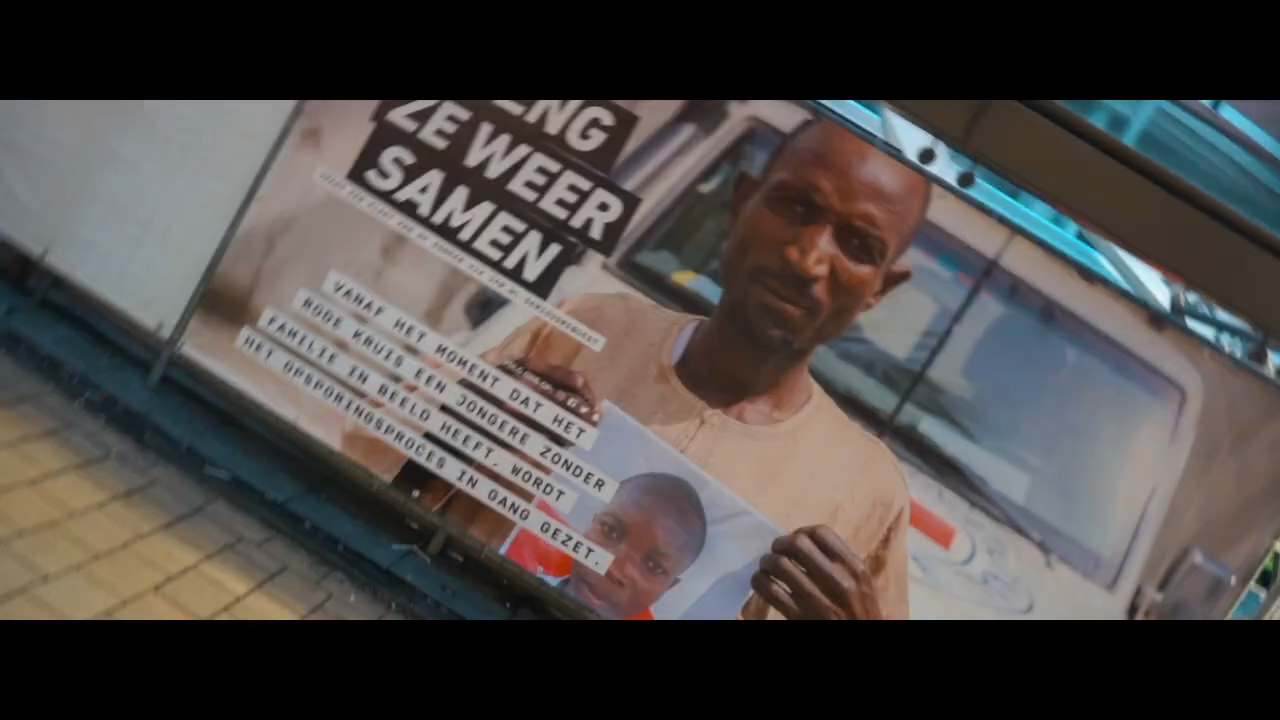 ENG
ZE WEER
SAMEN
VANAF HET MOMENT DAT HET
RODE KRUIS EEN JONGERE ZONDER
FAMILIE IN BEELD HEEFT, WORDT
HET OPSPORINGSPROCES IN GANG GEZET.